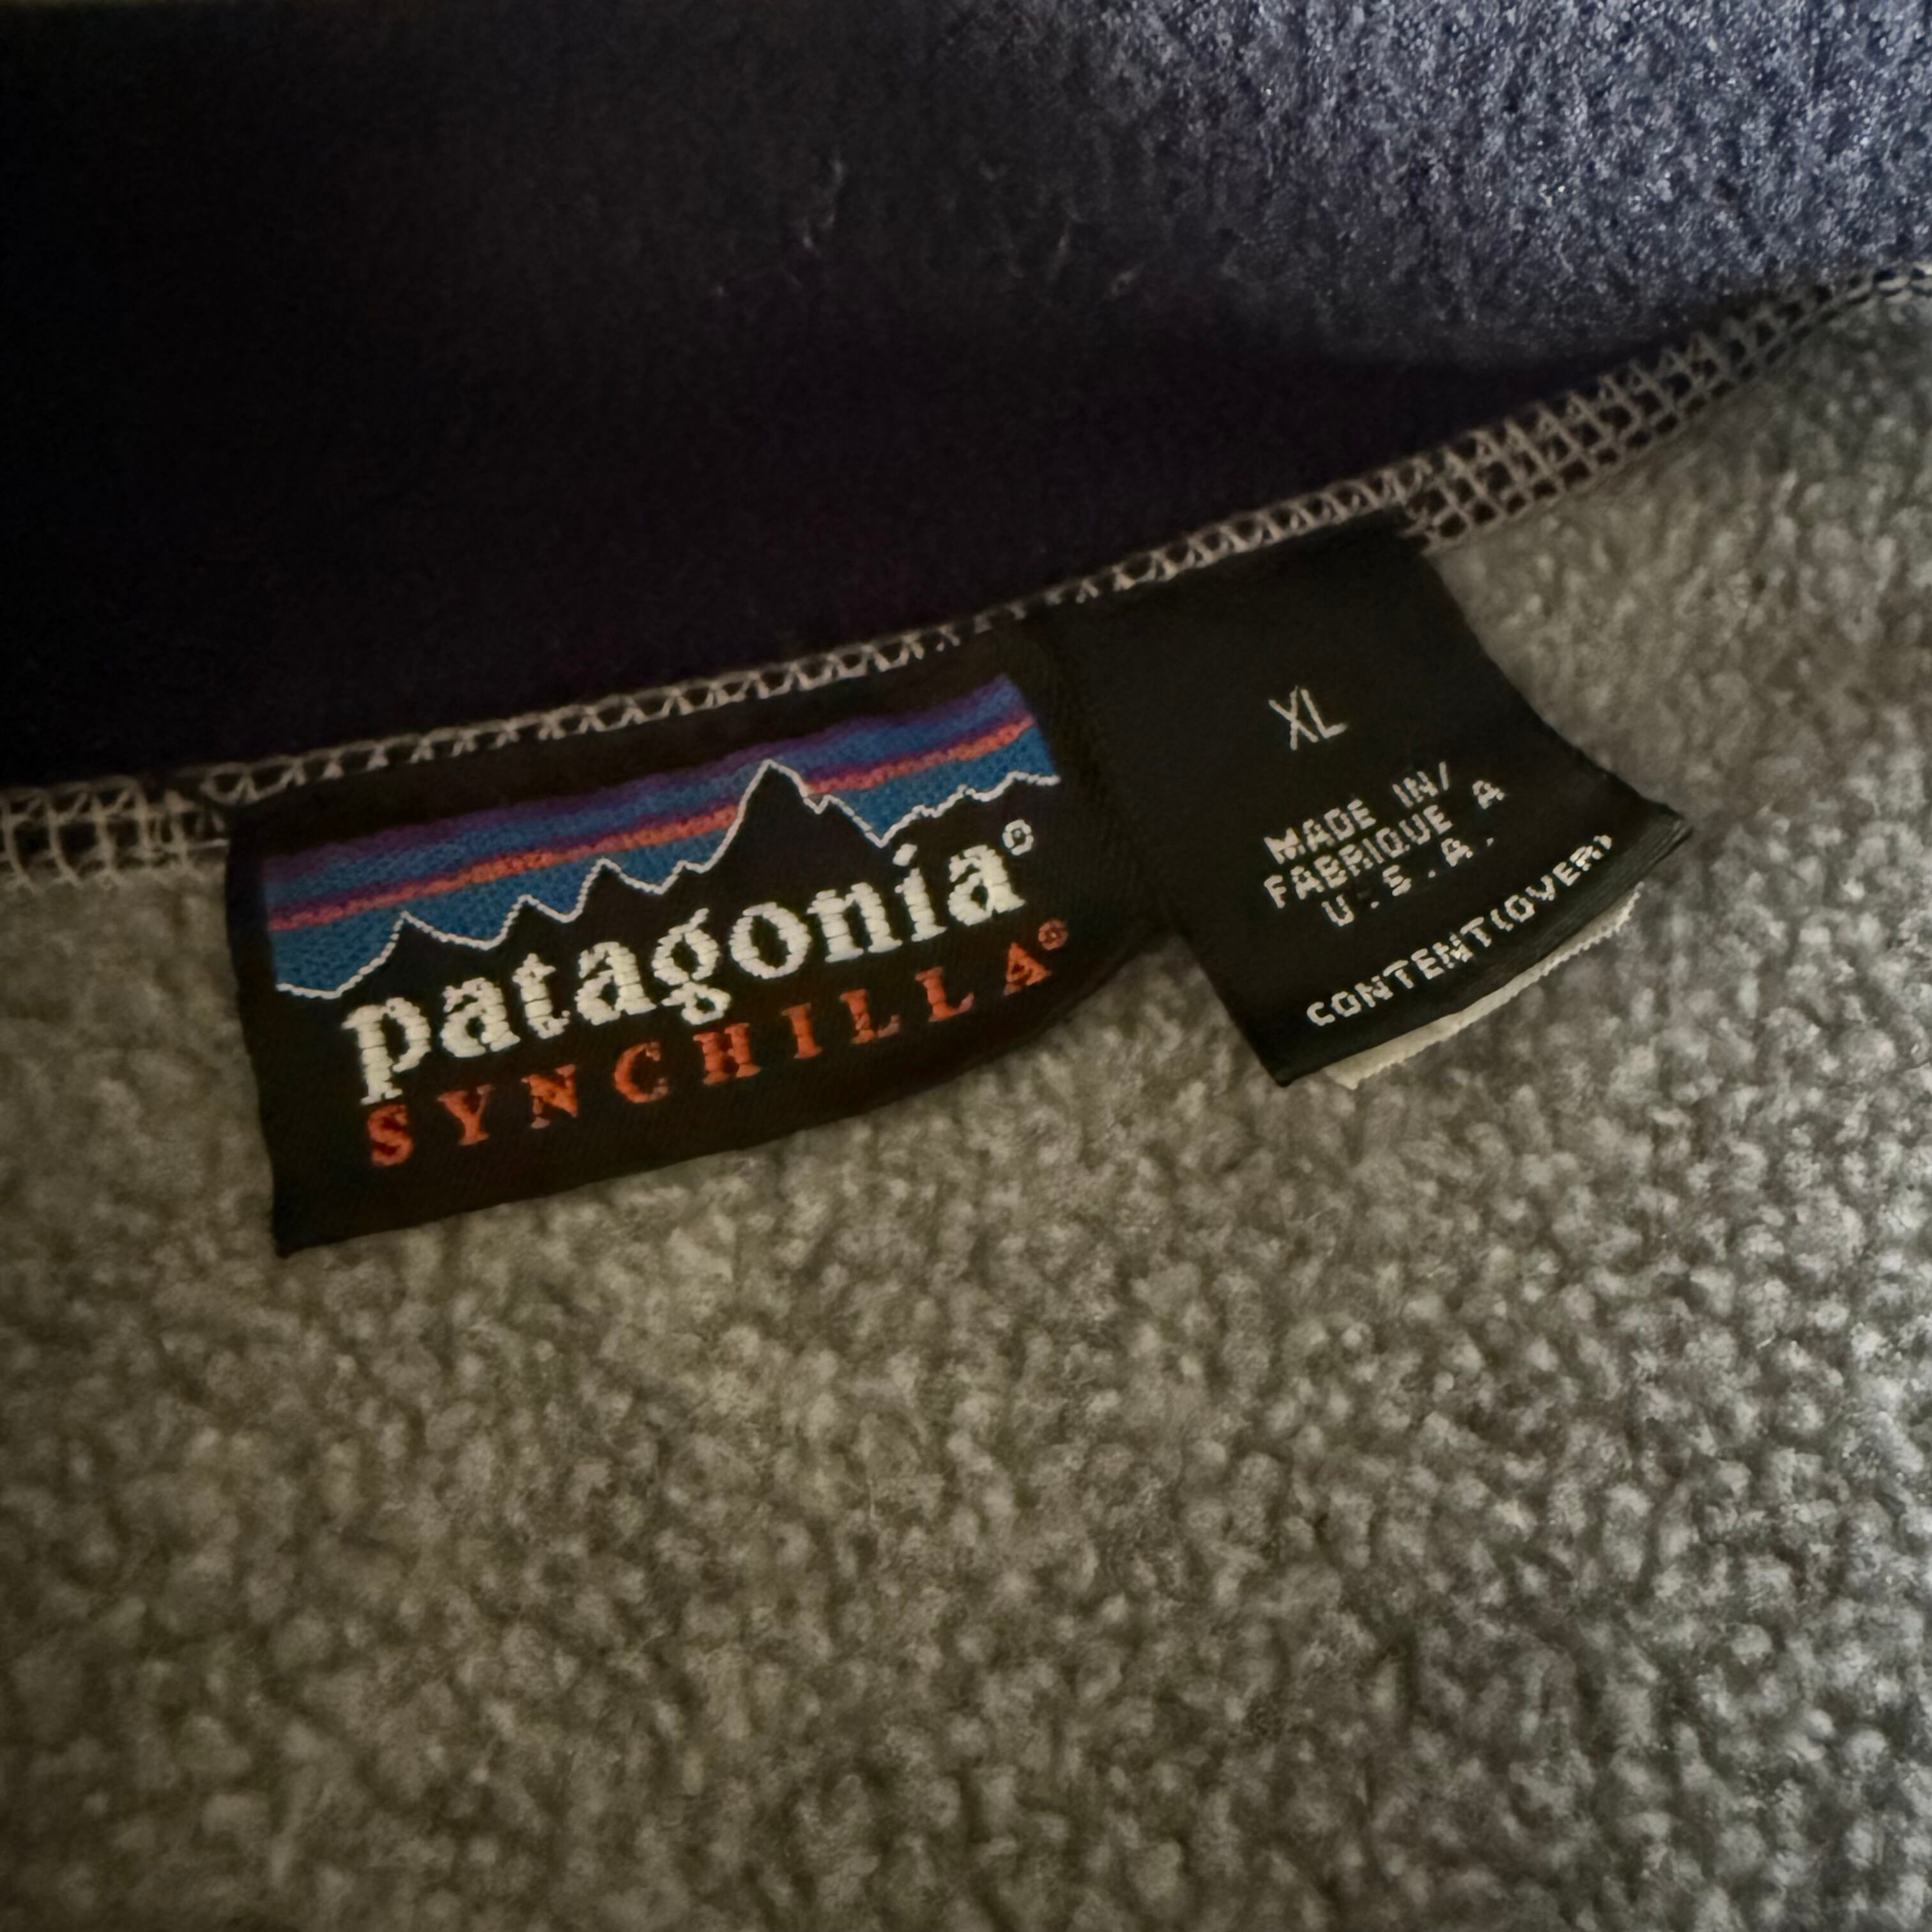 patagonia®
SYNCHILLA®
XL
MADE IN/
FABRIQUE A
U.S.A.
CONTENT(OVER)